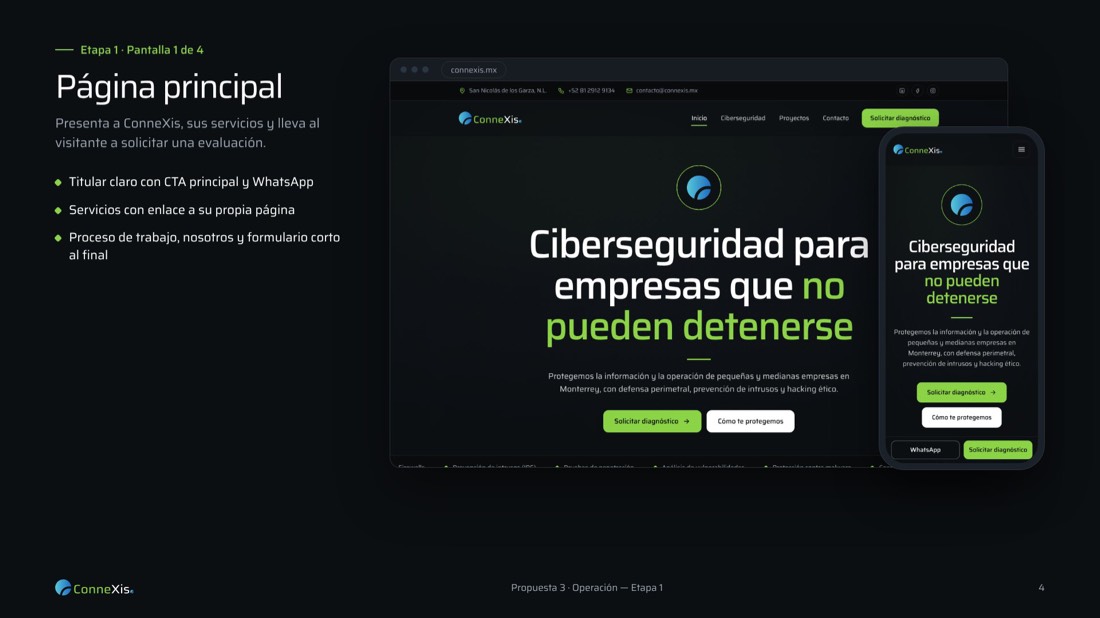 Etapa 1 · Pantalla 1 de 4
Página principal
Presenta a ConneXis, sus servicios y lleva al
visitante a solicitar una evaluación.
Titular claro con CTA principal y WhatsApp
Servicios con enlace a su propia página
Proceso de trabajo, nosotros y formulario corto
al final
connexis.mx
San Nicolás de los Garza, N.L. +52 81 2912 9134 contacto@connexis.mx
ConneXis Inicio Ciberseguridad Proyectos Contacto Solicitar diagnóstico
Ciberseguridad para
empresas que no
pueden detenerse
Protegemos la información y la operación de pequeñas y medianas empresas en
Monterrey, con defensa perimetral, prevención de intrusos y hacking ético.
Solicitar diagnóstico → Cómo te protegemos
ConneXis
Ciberseguridad
para empresas que
no pueden
detenerse
Protegemos la información y la operación de
pequeñas y medianas empresas en
Monterrey, con defensa perimetral,
prevención de intrusos y hacking ético.
Solicitar diagnóstico →
Cómo te protegemos
WhatsApp Solicitar diagnóstico
ConneXis
Propuesta 3 · Operación — Etapa 1
4